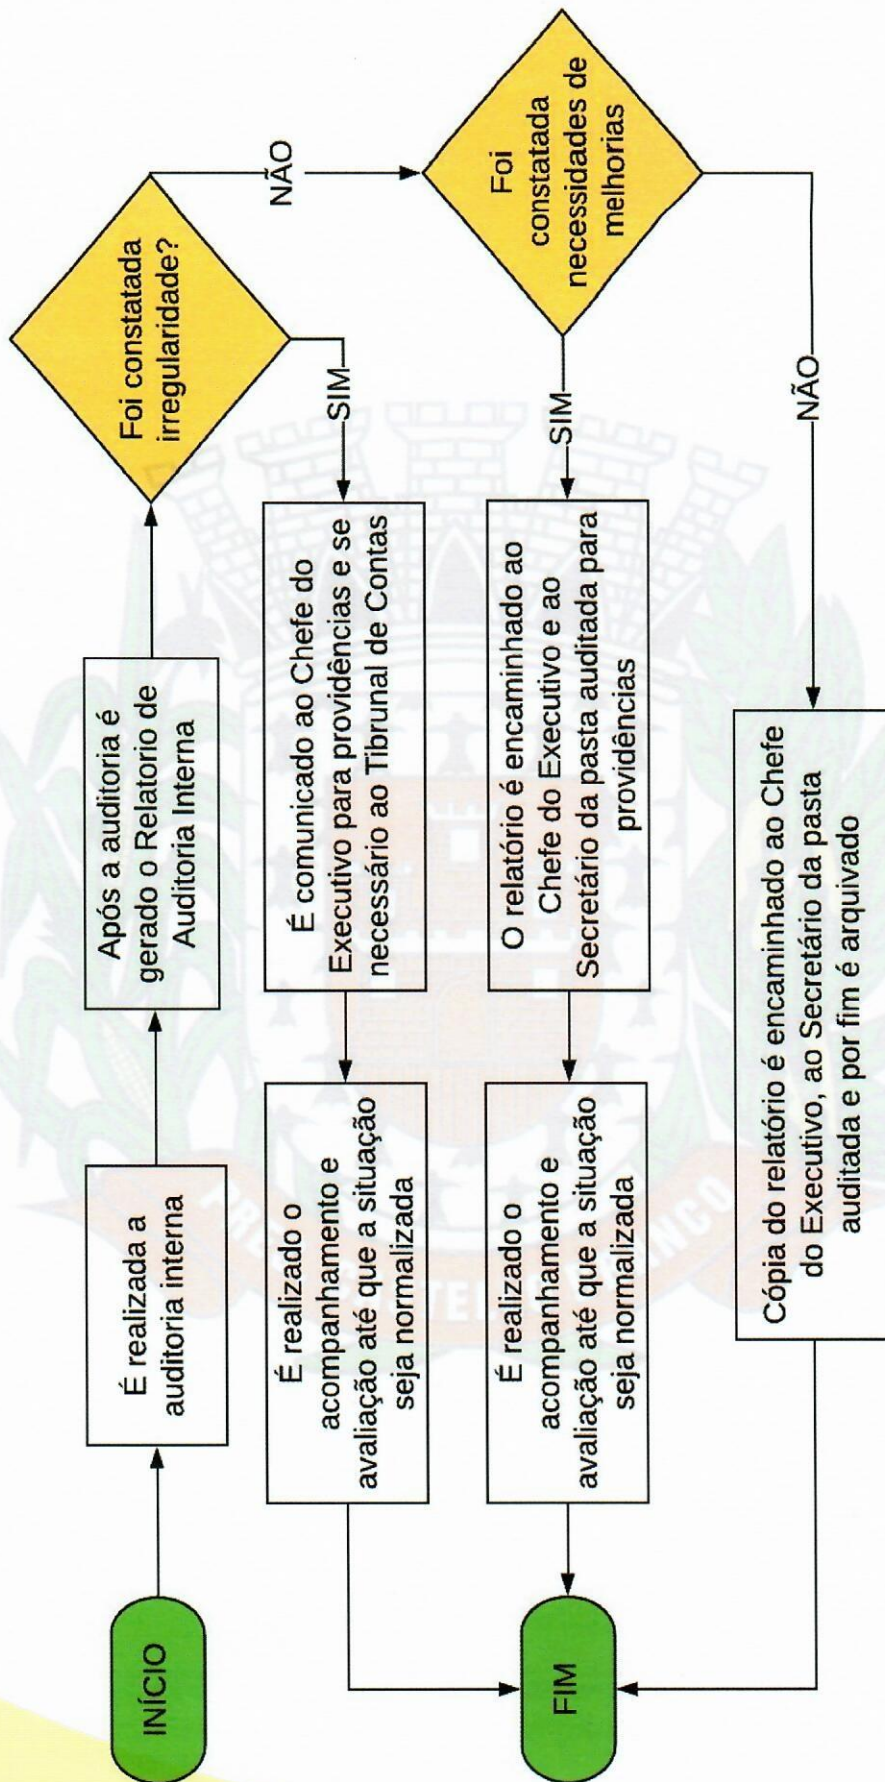 INÍCIO
É realizada a
auditoria interna
Após a auditoria é
gerado o Relatorio de
Auditoria Interna
Foi constatada
irregularidade?
SIM
NÃO
É comunicado ao Chefe do
Executivo para providências e se
necessário ao Tibrunal de Contas
É realizado o
acompanhamento e
avaliação até que a situação
seja normalizada
Foi
constatada
necessidades de
melhorias
SIM
NÃO
O relatório é encaminhado ao
Chefe do Executivo e ao
Secretário da pasta auditada para
providências
É realizado o
acompanhamento e
avaliação até que a situação
seja normalizada
Cópia do relatório é encaminhado ao Chefe
do Executivo, ao Secretário da pasta
auditada e por fim é arquivado
FIM